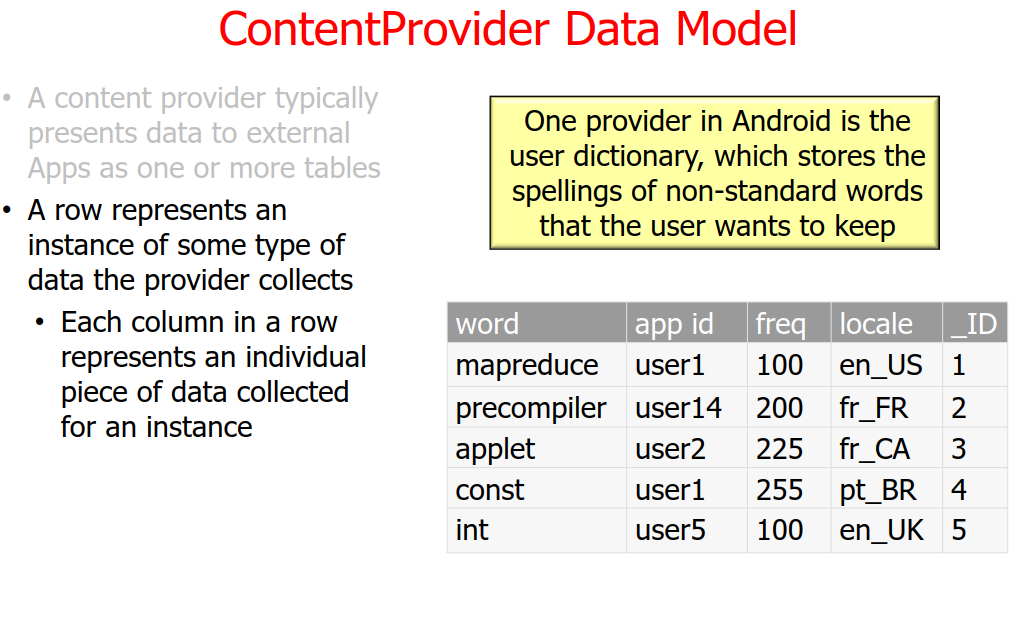 ContentProvider Data Model
• A content provider typically
presents data to external
Apps as one or more tables
• A row represents an
instance of some type of
data the provider collects
• Each column in a row
represents an individual
piece of data collected
for an instance
One provider in Android is the
user dictionary, which stores the
spellings of non-standard words
that the user wants to keep
word app id freq locale _ID
mapreduce user1 100 en_US 1
precompiler user14 200 fr_FR 2
applet user2 225 fr_CA 3
const user1 255 pt_BR 4
int user5 100 en_UK 5